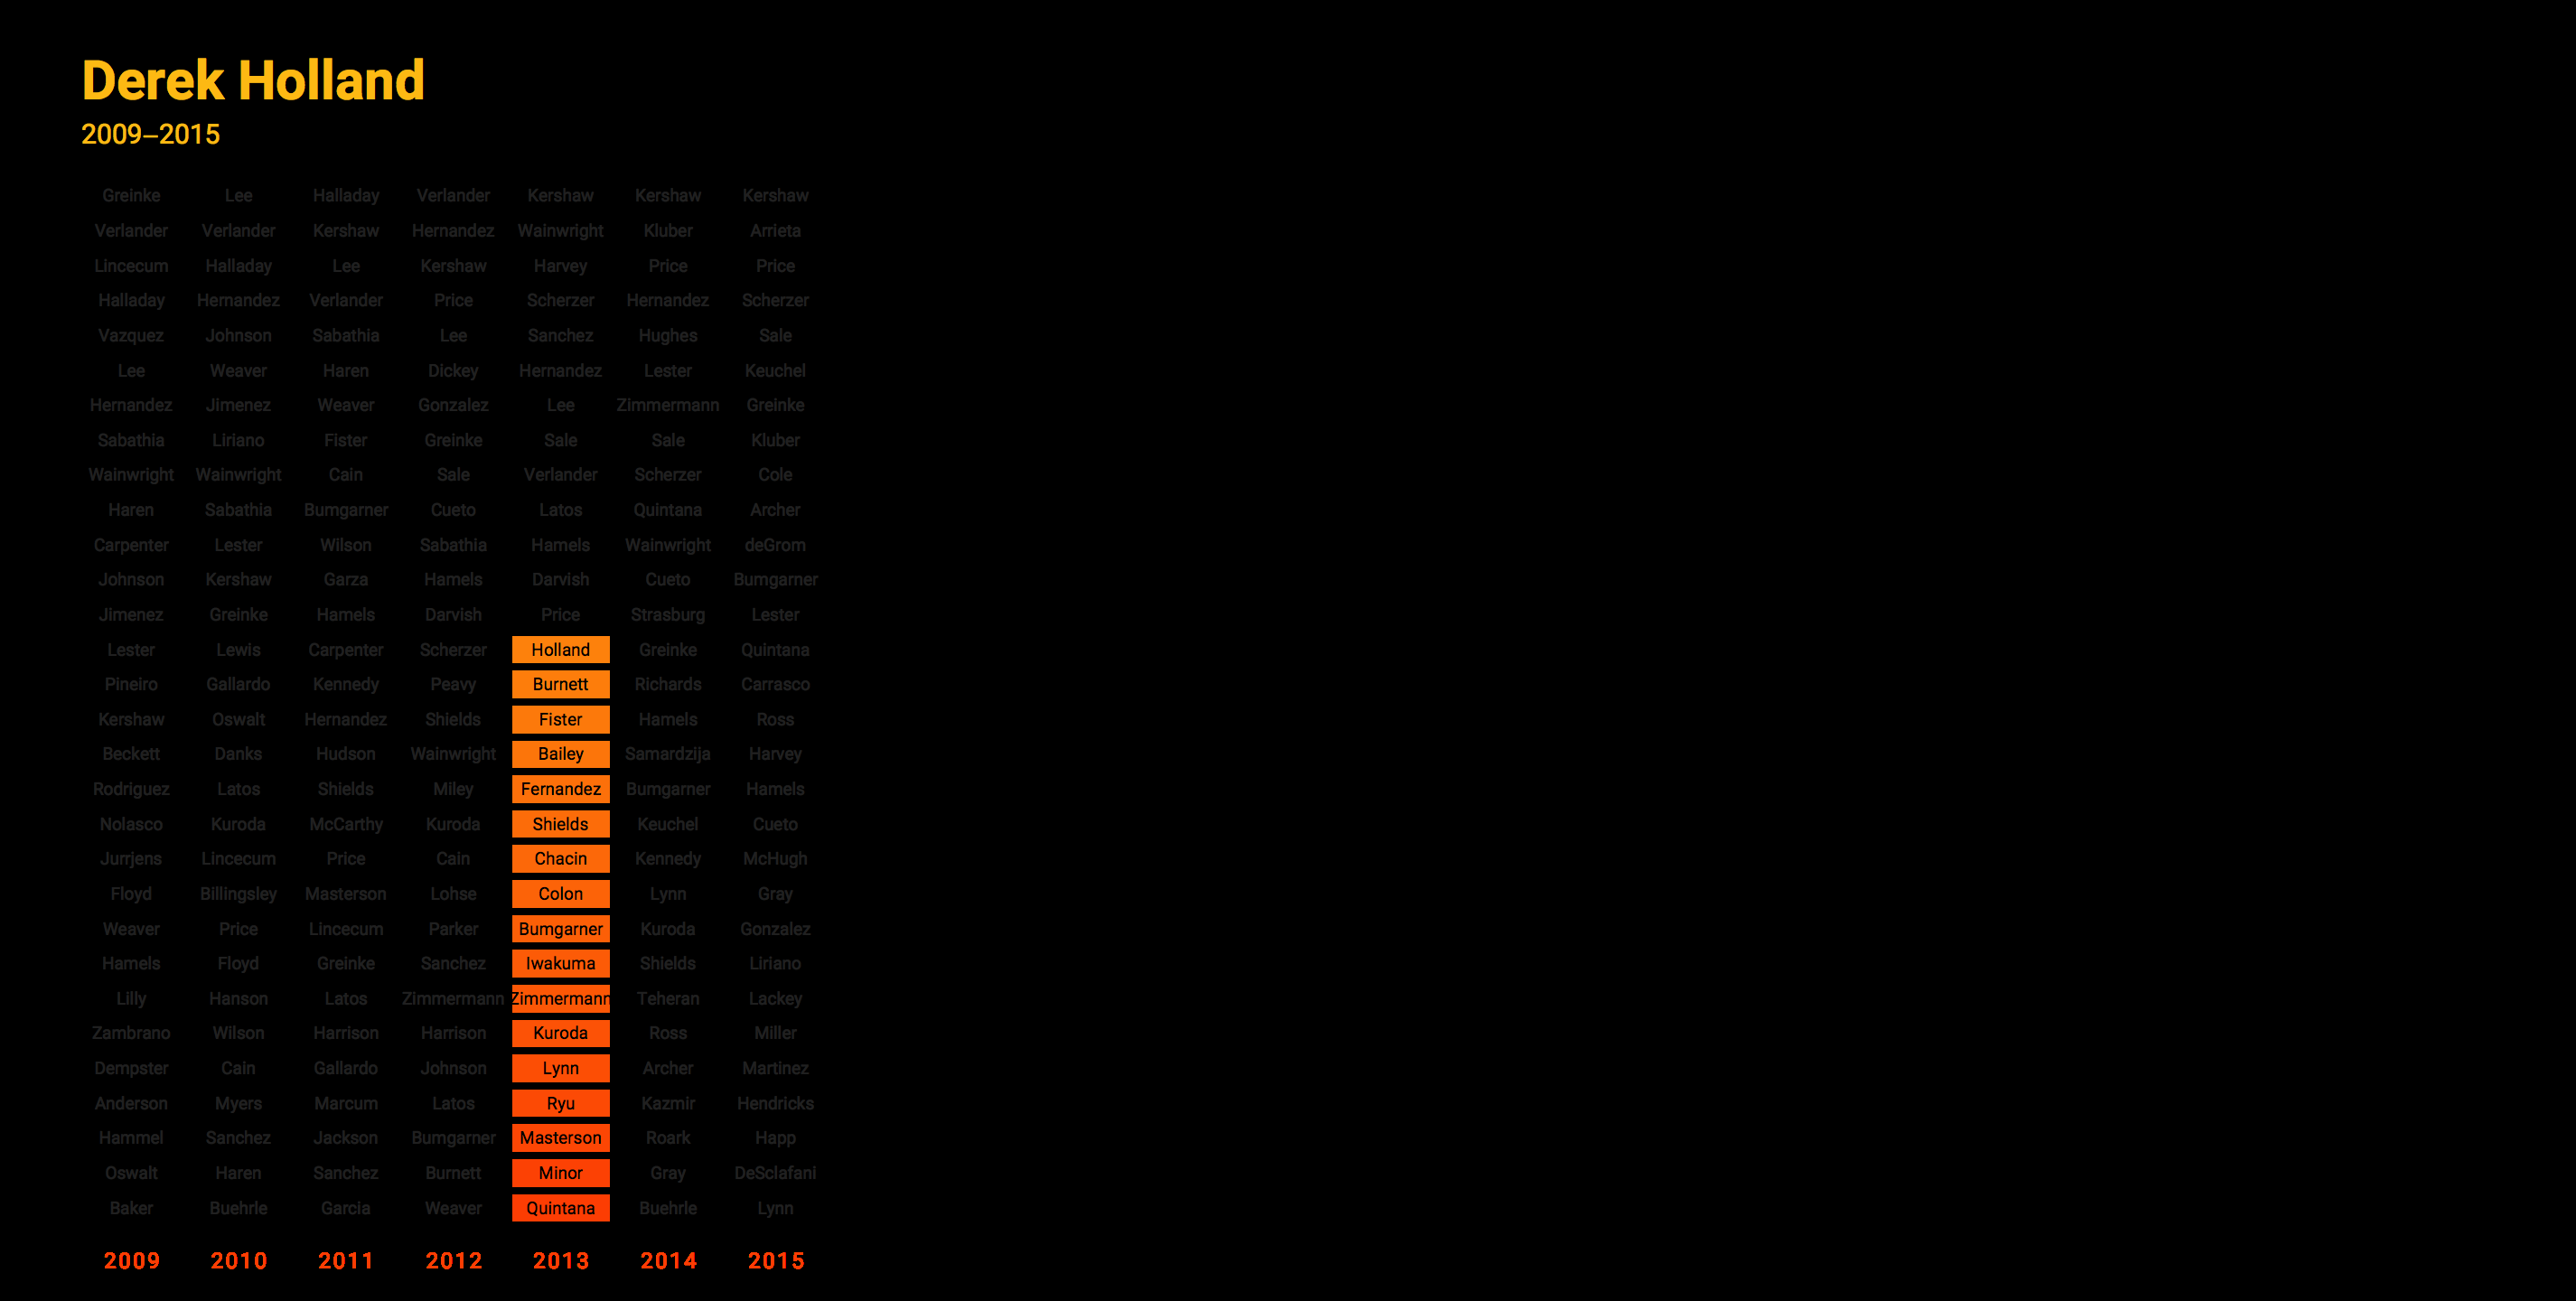 Derek Holland
2009–2015
Greinke Lee Halladay Verlander Kershaw Kershaw Kershaw
Verlander Verlander Kershaw Hernandez Wainwright Kluber Arrieta
Lincecum Halladay Lee Kershaw Harvey Price Price
Halladay Hernandez Verlander Price Scherzer Hernandez Scherzer
Vazquez Johnson Sabathia Lee Sanchez Hughes Sale
Lee Weaver Haren Dickey Hernandez Lester Keuchel
Hernandez Jimenez Weaver Gonzalez Lee Zimmermann Greinke
Sabathia Liriano Fister Greinke Sale Sale Kluber
Wainwright Wainwright Cain Sale Verlander Scherzer Cole
Haren Sabathia Bumgarner Cueto Latos Quintana Archer
Carpenter Lester Wilson Sabathia Hamels Wainwright deGrom
Johnson Kershaw Garza Hamels Darvish Cueto Bumgarner
Jimenez Greinke Hamels Darvish Price Strasburg Lester
Lester Lewis Carpenter Scherzer Holland Greinke Quintana
Pineiro Gallardo Kennedy Peavy Burnett Richards Carrasco
Kershaw Oswalt Hernandez Shields Fister Hamels Ross
Beckett Danks Hudson Wainwright Bailey Samardzija Harvey
Rodriguez Latos Shields Miley Fernandez Bumgarner Hamels
Nolasco Kuroda McCarthy Kuroda Shields Keuchel Cueto
Jurrjens Lincecum Price Cain Chacin Kennedy McHugh
Floyd Billingsley Masterson Lohse Colon Lynn Gray
Weaver Price Lincecum Parker Bumgarner Kuroda Gonzalez
Hamels Floyd Greinke Sanchez Iwakuma Shields Liriano
Lilly Hanson Latos Zimmermann Zimmermann Teheran Lackey
Zambrano Wilson Harrison Harrison Kuroda Ross Miller
Dempster Cain Gallardo Johnson Lynn Archer Martinez
Anderson Myers Marcum Latos Ryu Kazmir Hendricks
Hammel Sanchez Jackson Bumgarner Masterson Roark Happ
Oswalt Haren Sanchez Burnett Minor Gray DeSclafani
Baker Buehrle Garcia Weaver Quintana Buehrle Lynn
2009 2010 2011 2012 2013 2014 2015